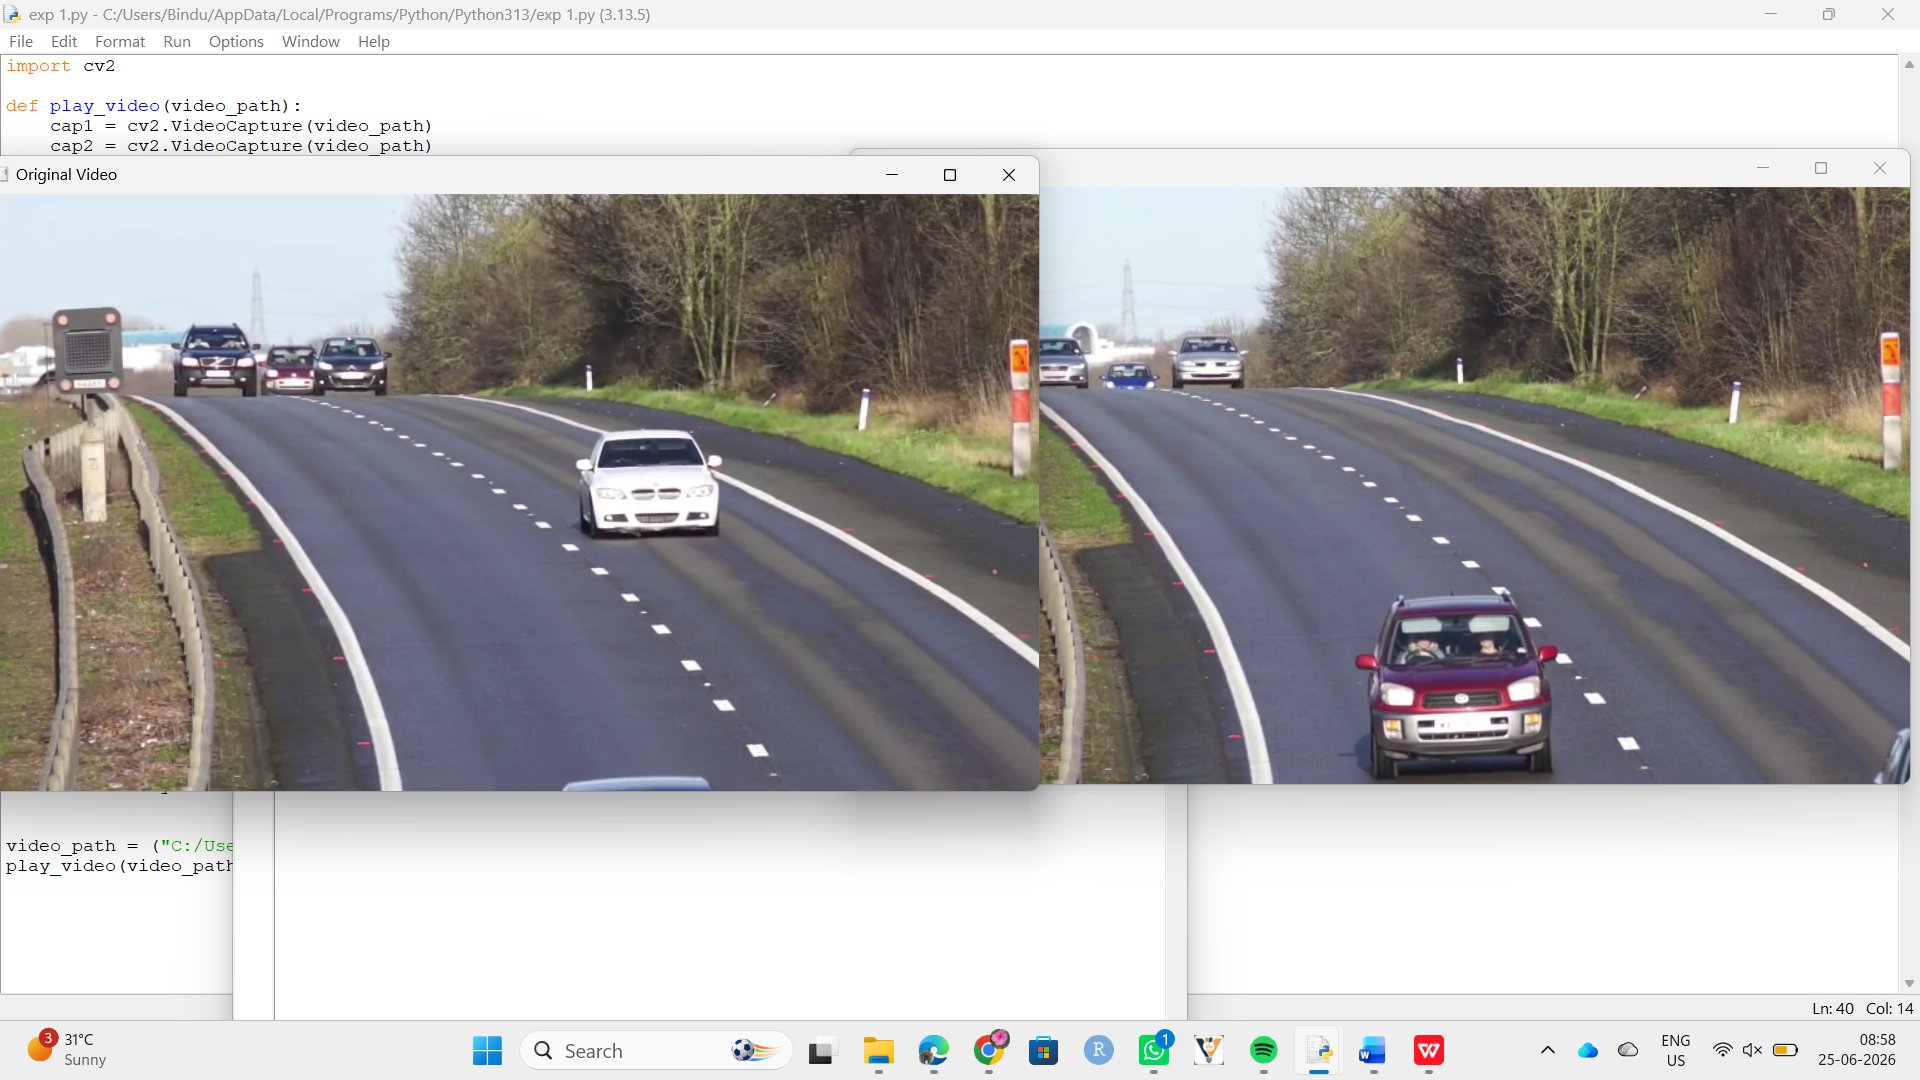 exp 1.py - C:/Users/Bindu/AppData/Local/Programs/Python/Python313/exp 1.py (3.13.5)
File Edit Format Run Options Window Help
import cv2
def play_video(video_path):
cap1 = cv2.VideoCapture(video_path)
cap2 = cv2.VideoCapture(video_path)
Original Video
video_path = ("C:/Use
play_video(video_path
Ln: 40 Col: 14
3
31°C
Sunny
Search
R
1
W
W
ENG
US
08:58
25-06-2026